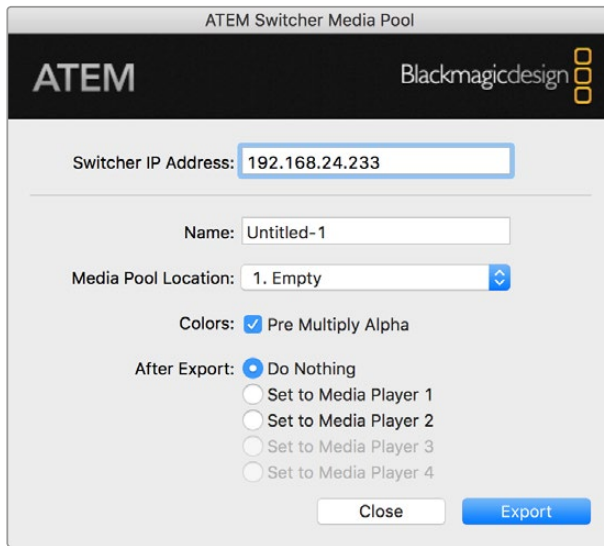 ATEM Switcher Media Pool
ATEM
Blackmagicdesign
Switcher IP Address: 192.168.24.233
Name: Untitled-1
Media Pool Location: 1. Empty
Colors: Pre Multiply Alpha
After Export: Do Nothing
Set to Media Player 1
Set to Media Player 2
Set to Media Player 3
Set to Media Player 4
Close Export